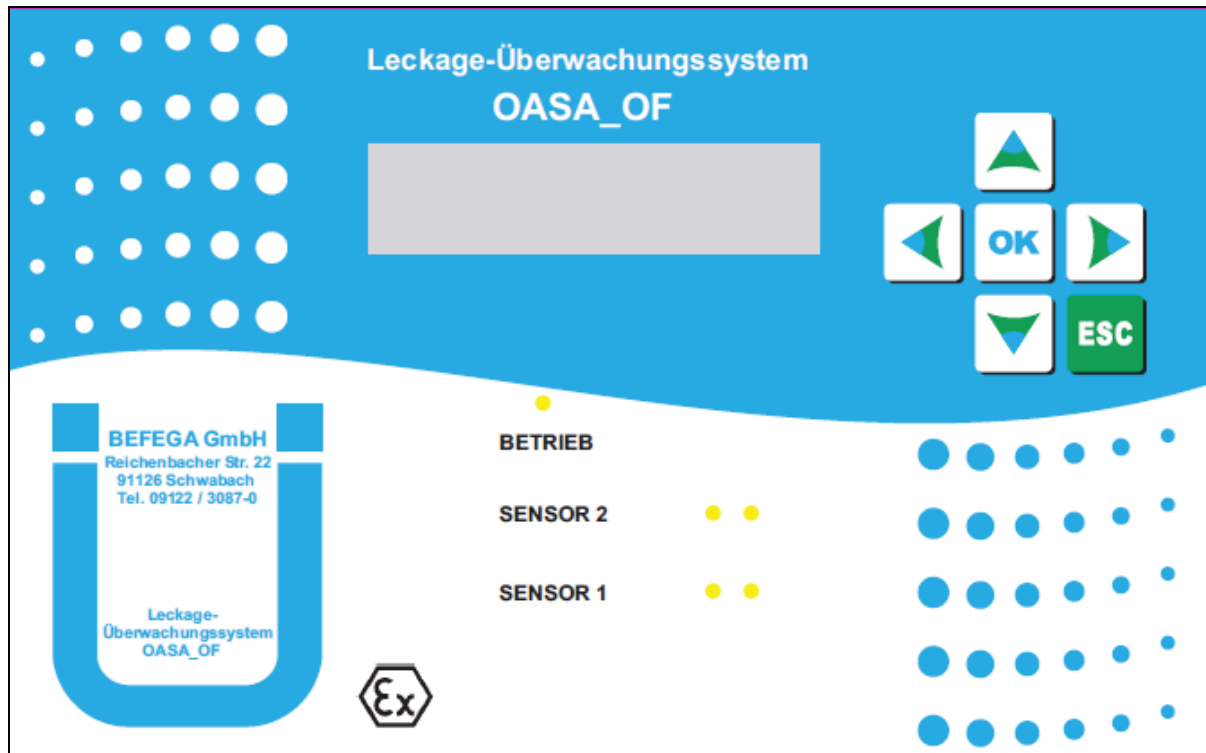 Leckage-Überwachungssystem
OASA_OF
OK
ESC
BETRIEB
SENSOR 2
SENSOR 1
BEFEGA GmbH
Reichenbacher Str. 22
91126 Schwabach
Tel. 09122 / 3087-0
Leckage-
Überwachungssystem
OASA_OF
Ex